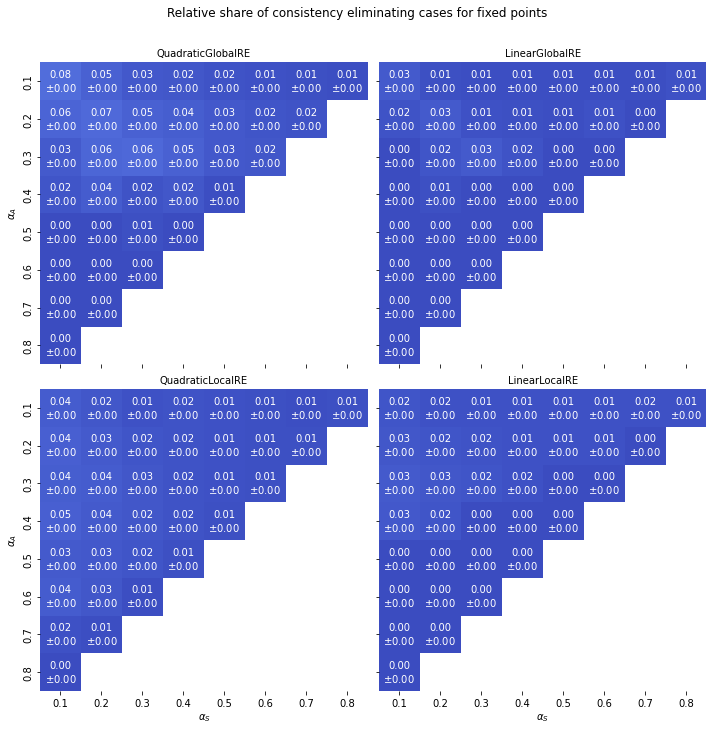 Relative share of consistency eliminating cases for fixed points
QuadraticGlobalRE
LinearGlobalRE
0.1
0.08 0.05 0.03 0.02 0.02 0.01 0.01 0.01
±0.00 ±0.00 ±0.00 ±0.00 ±0.00 ±0.00 ±0.00 ±0.00
0.03 0.01 0.01 0.01 0.01 0.01 0.01 0.01
±0.00 ±0.00 ±0.00 ±0.00 ±0.00 ±0.00 ±0.00 ±0.00
0.2
0.06 0.07 0.05 0.04 0.03 0.02 0.02
±0.00 ±0.00 ±0.00 ±0.00 ±0.00 ±0.00 ±0.00
0.02 0.03 0.01 0.01 0.01 0.01 0.00
±0.00 ±0.00 ±0.00 ±0.00 ±0.00 ±0.00 ±0.00
0.3
0.03 0.06 0.06 0.05 0.03 0.02
±0.00 ±0.00 ±0.00 ±0.00 ±0.00 ±0.00
0.00 0.02 0.03 0.02 0.00 0.00
±0.00 ±0.00 ±0.00 ±0.00 ±0.00 ±0.00
0.4
0.02 0.04 0.02 0.02 0.01
±0.00 ±0.00 ±0.00 ±0.00 ±0.00
0.00 0.01 0.00 0.00 0.00
±0.00 ±0.00 ±0.00 ±0.00 ±0.00
α_A
0.5
0.00 0.00 0.01 0.00
±0.00 ±0.00 ±0.00 ±0.00
0.00 0.00 0.00 0.00
±0.00 ±0.00 ±0.00 ±0.00
0.6
0.00 0.00 0.00
±0.00 ±0.00 ±0.00
0.00 0.00 0.00
±0.00 ±0.00 ±0.00
0.7
0.00 0.00
±0.00 ±0.00
0.00 0.00
±0.00 ±0.00
0.8
0.00
±0.00
0.00
±0.00
QuadraticLocalRE
LinearLocalRE
0.1
0.04 0.02 0.01 0.02 0.01 0.01 0.01 0.01
±0.00 ±0.00 ±0.00 ±0.00 ±0.00 ±0.00 ±0.00 ±0.00
0.02 0.02 0.01 0.01 0.01 0.01 0.02 0.01
±0.00 ±0.00 ±0.00 ±0.00 ±0.00 ±0.00 ±0.00 ±0.00
0.2
0.04 0.03 0.02 0.02 0.01 0.01 0.01
±0.00 ±0.00 ±0.00 ±0.00 ±0.00 ±0.00 ±0.00
0.03 0.02 0.02 0.01 0.01 0.01 0.00
±0.00 ±0.00 ±0.00 ±0.00 ±0.00 ±0.00 ±0.00
0.3
0.04 0.04 0.03 0.02 0.01 0.01
±0.00 ±0.00 ±0.00 ±0.00 ±0.00 ±0.00
0.03 0.03 0.02 0.02 0.00 0.00
±0.00 ±0.00 ±0.00 ±0.00 ±0.00 ±0.00
0.4
0.05 0.04 0.02 0.02 0.01
±0.00 ±0.00 ±0.00 ±0.00 ±0.00
0.03 0.02 0.00 0.00 0.00
±0.00 ±0.00 ±0.00 ±0.00 ±0.00
α_A
0.5
0.03 0.03 0.02 0.01
±0.00 ±0.00 ±0.00 ±0.00
0.00 0.00 0.00 0.00
±0.00 ±0.00 ±0.00 ±0.00
0.6
0.04 0.03 0.01
±0.00 ±0.00 ±0.00
0.00 0.00 0.00
±0.00 ±0.00 ±0.00
0.7
0.02 0.01
±0.00 ±0.00
0.00 0.00
±0.00 ±0.00
0.8
0.00
±0.00
0.00
±0.00
0.1 0.2 0.3 0.4 0.5 0.6 0.7 0.8
0.1 0.2 0.3 0.4 0.5 0.6 0.7 0.8
α_S
α_S